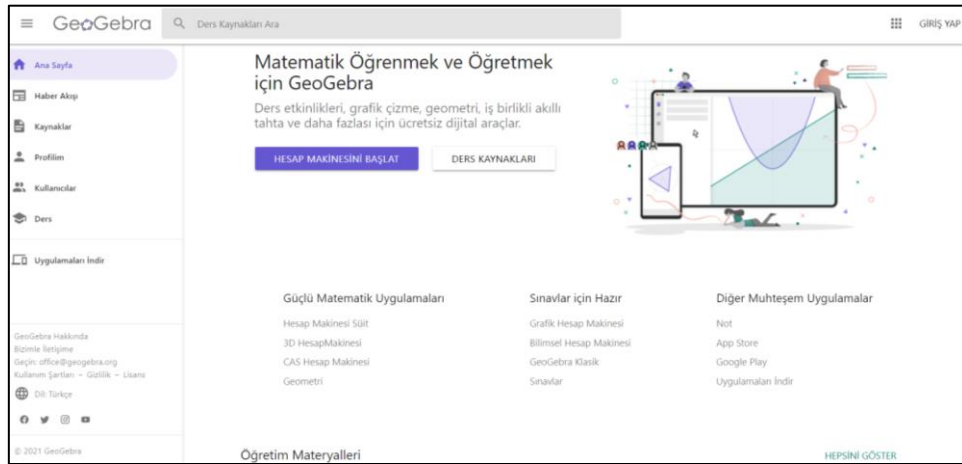 GeoGebra
Ders Kaynakları Ara
GİRİŞ YAP
Ana Sayfa
Haber Akışı
Kaynaklar
Profilim
Kullanıcılar
Ders
Uygulamaları İndir
GeoGebra Hakkında
Bizimle İletişime
Geçin: office@geogebra.org
Kullanım Şartları – Gizlilik – Lisans
Dil: Türkçe
© 2021 GeoGebra
Matematik Öğrenmek ve Öğretmek
için GeoGebra
Ders etkinlikleri, grafik çizme, geometri, iş birlikli akıllı
tahta ve daha fazlası için ücretsiz dijital araçlar.
HESAP MAKİNESİNİ BAŞLAT
DERS KAYNAKLARI
Güçlü Matematik Uygulamaları
Hesap Makinesi Süit
3D HesapMakinesi
CAS Hesap Makinesi
Geometri
Sınavlar için Hazır
Grafik Hesap Makinesi
Bilimsel Hesap Makinesi
GeoGebra Klasik
Sınavlar
Diğer Muhteşem Uygulamalar
Not
App Store
Google Play
Uygulamaları İndir
Öğretim Materyalleri
HEPSİNİ GÖSTER